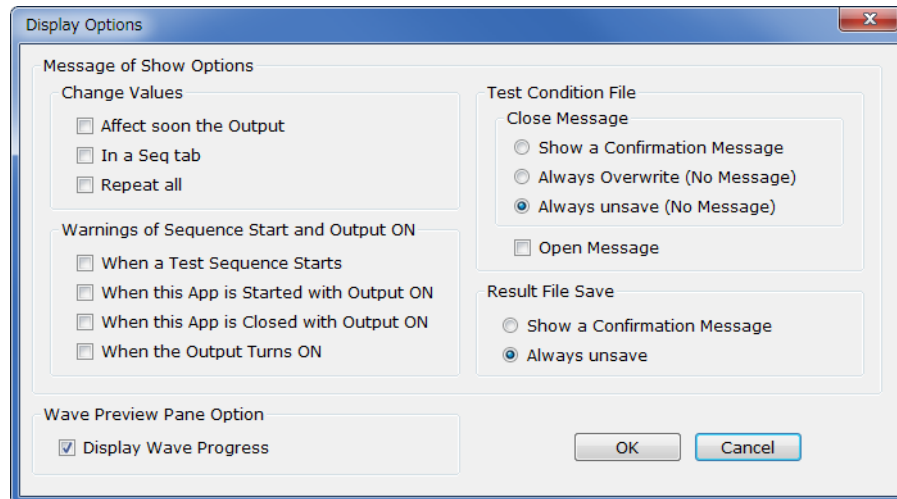 Display Options
Message of Show Options
Change Values
Affect soon the Output
In a Seq tab
Repeat all
Warnings of Sequence Start and Output ON
When a Test Sequence Starts
When this App is Started with Output ON
When this App is Closed with Output ON
When the Output Turns ON
Test Condition File
Close Message
Show a Confirmation Message
Always Overwrite (No Message)
Always unsave (No Message)
Open Message
Result File Save
Show a Confirmation Message
Always unsave
Wave Preview Pane Option
Display Wave Progress
OK
Cancel